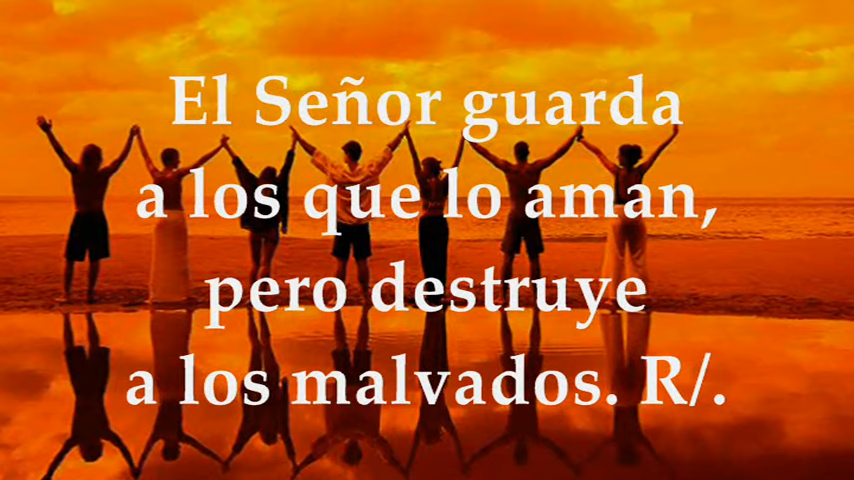 El Señor guarda
a los que lo aman,
pero destruye
a los malvados. R/.